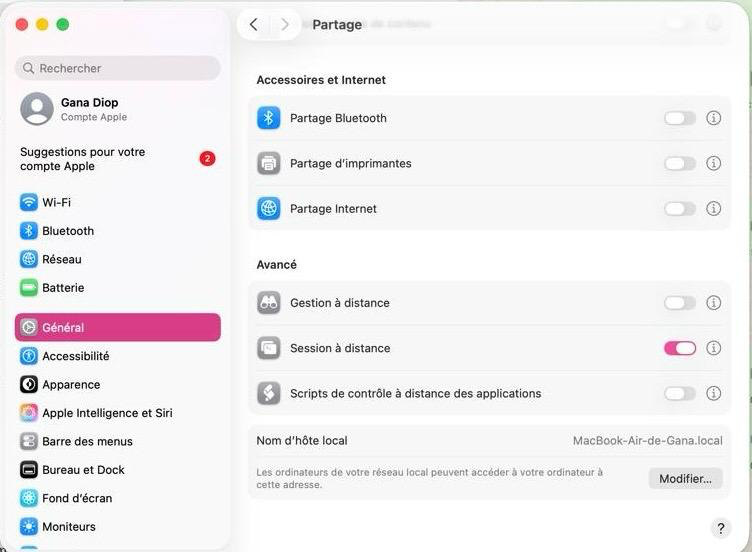 Partage
Rechercher
Gana Diop
Compte Apple
Suggestions pour votre
compte Apple
2
Wi-Fi
Bluetooth
Réseau
Batterie
Général
Accessibilité
Apparence
Apple Intelligence et Siri
Barre des menus
Bureau et Dock
Fond d'écran
Moniteurs
Accessoires et Internet
Partage Bluetooth
Partage d'imprimantes
Partage Internet
Avancé
Gestion à distance
Session à distance
Scripts de contrôle à distance des applications
Nom d'hôte local
MacBook-Air-de-Gana.local
Les ordinateurs de votre réseau local peuvent accéder à votre ordinateur à
cette adresse.
Modifier...
?